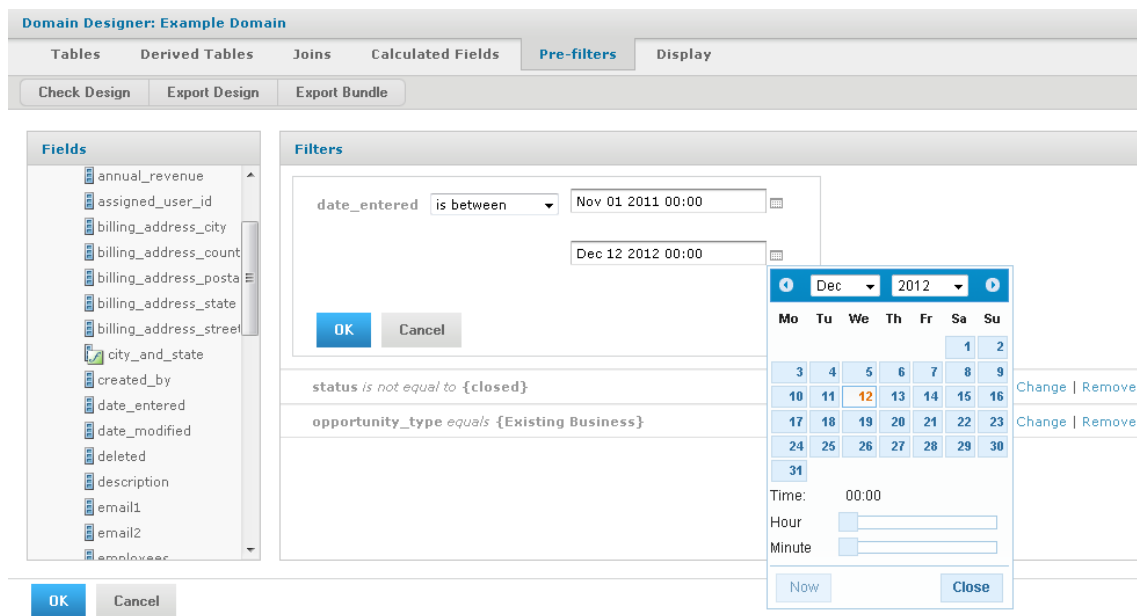 Domain Designer: Example Domain
Tables Derived Tables Joins Calculated Fields Pre-filters Display
Check Design Export Design Export Bundle
Fields
annual_revenue
assigned_user_id
billing_address_city
billing_address_count
billing_address_posta
billing_address_state
billing_address_street
city_and_state
created_by
date_entered
date_modified
deleted
description
email1
email2
employees
Filters
date_entered is between Nov 01 2011 00:00
Dec 12 2012 00:00
OK Cancel
status is not equal to {closed} Change | Remove
opportunity_type equals {Existing Business} Change | Remove
Dec 2012
Mo Tu We Th Fr Sa Su
1 2
3 4 5 6 7 8 9
10 11 12 13 14 15 16
17 18 19 20 21 22 23
24 25 26 27 28 29 30
31
Time: 00:00
Hour
Minute
Now Close
OK Cancel